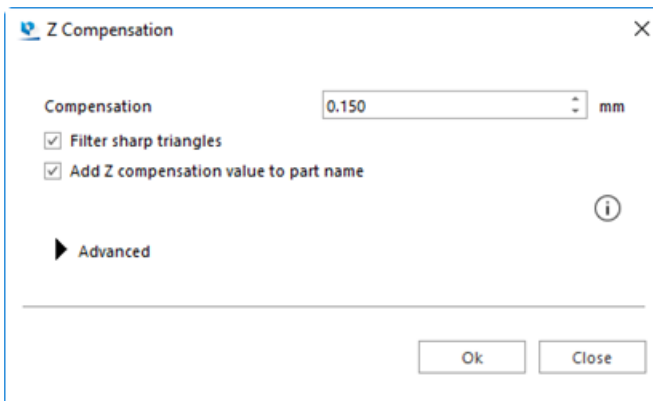 Z Compensation
Compensation 0.150 mm
Filter sharp triangles
Add Z compensation value to part name
Advanced
Ok Close